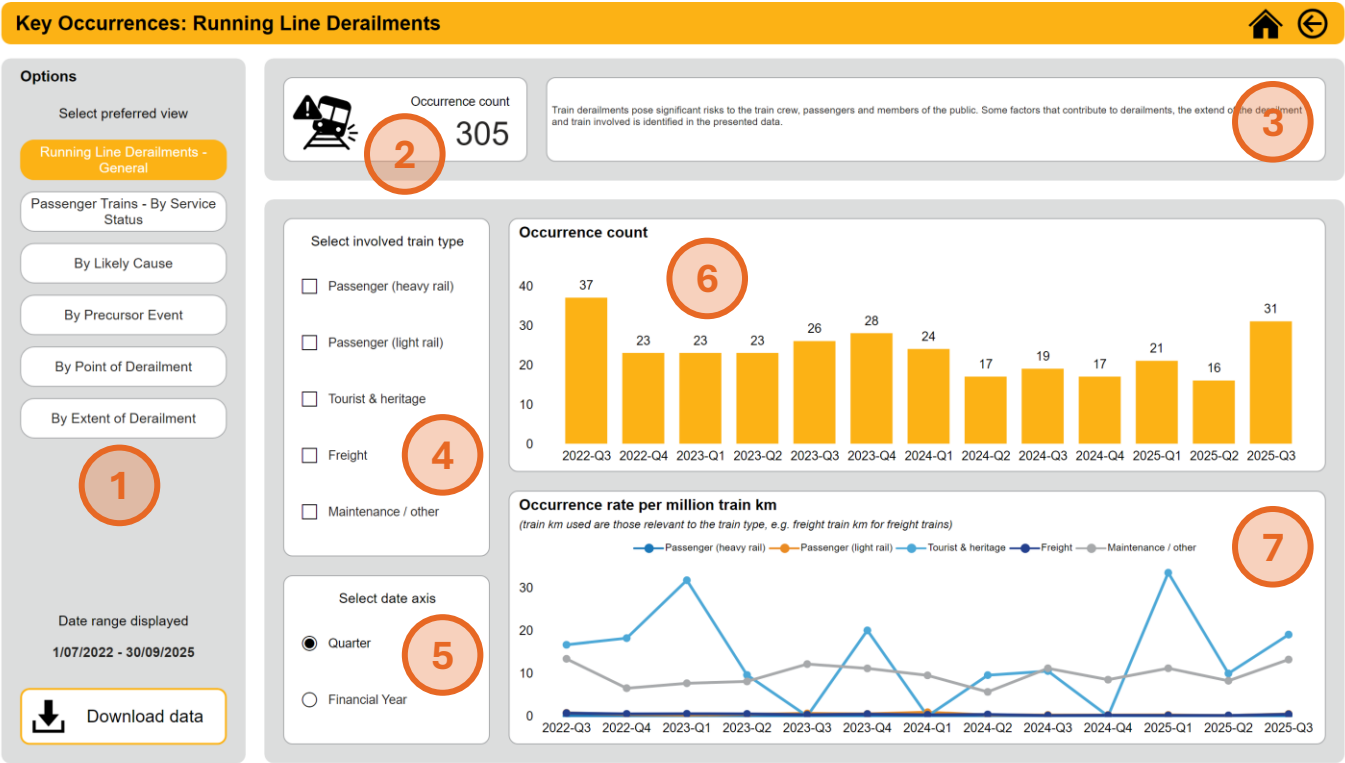 Key Occurrences: Running Line Derailments
Options
Select preferred view
Running Line Derailments -
General
Passenger Trains - By Service
Status
By Likely Cause
By Precursor Event
By Point of Derailment
By Extent of Derailment
1
Date range displayed
1/07/2022 - 30/09/2025
Download data
Occurrence count
305
2
Train derailments pose significant risks to the train crew, passengers and members of the public. Some factors that contribute to derailments, the extend of the derailment
and train involved is identified in the presented data.
3
Select involved train type
Passenger (heavy rail)
Passenger (light rail)
Tourist & heritage
Freight
Maintenance / other
4
Select date axis
Quarter
Financial Year
5
Occurrence count
6
40
30
20
10
0
37
23
23
23
26
28
24
17
19
17
21
16
31
2022-Q3 2022-Q4 2023-Q1 2023-Q2 2023-Q3 2023-Q4 2024-Q1 2024-Q2 2024-Q3 2024-Q4 2025-Q1 2025-Q2 2025-Q3
Occurrence rate per million train km
(train km used are those relevant to the train type, e.g. freight train km for freight trains)
7
Passenger (heavy rail) Passenger (light rail) Tourist & heritage Freight Maintenance / other
30
20
10
0
2022-Q3 2022-Q4 2023-Q1 2023-Q2 2023-Q3 2023-Q4 2024-Q1 2024-Q2 2024-Q3 2024-Q4 2025-Q1 2025-Q2 2025-Q3